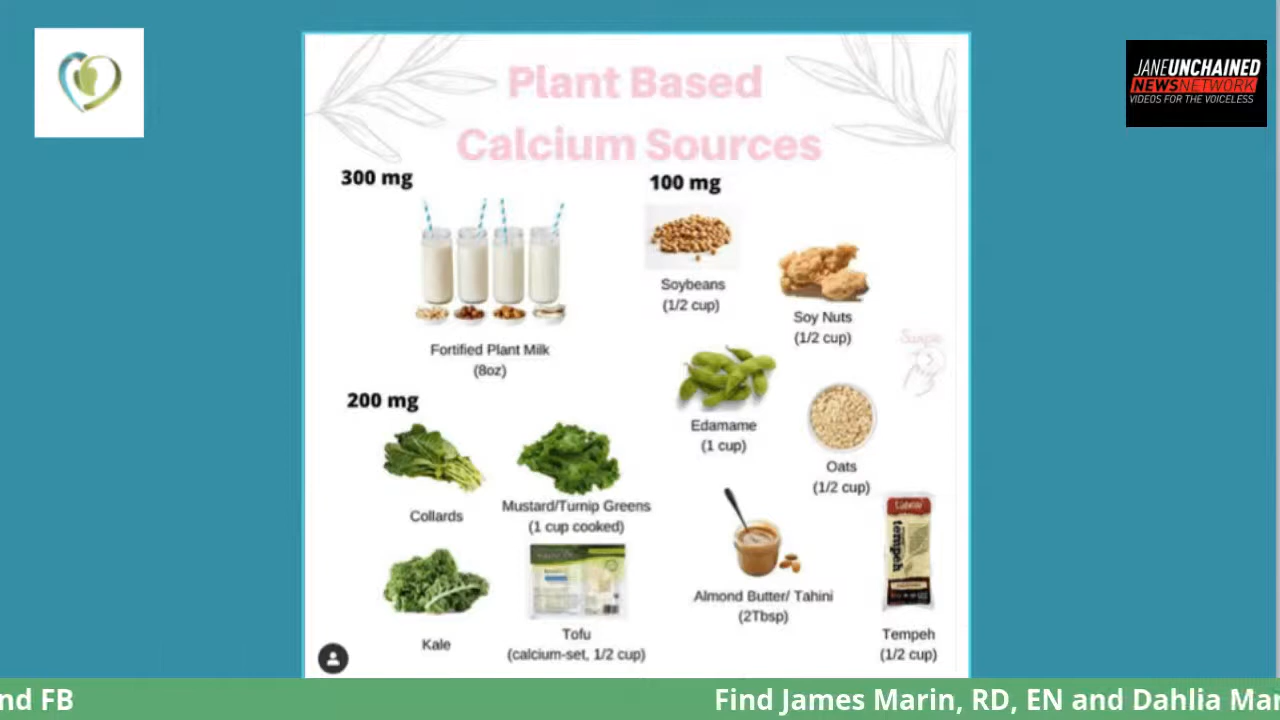 JANEUNCHAINED
NEWSNETWORK
VIDEOS FOR THE VOICELESS
Plant Based
Calcium Sources
300 mg
Fortified Plant Milk
(8oz)
200 mg
Collards
Mustard/Turnip Greens
(1 cup cooked)
Kale
Tofu
(calcium-set, 1/2 cup)
100 mg
Soybeans
(1/2 cup)
Soy Nuts
(1/2 cup)
Swipe
Edamame
(1 cup)
Oats
(1/2 cup)
Almond Butter/ Tahini
(2Tbsp)
tempeh
Tempeh
(1/2 cup)
nd FB
Find James Marin, RD, EN and Dahlia Mar